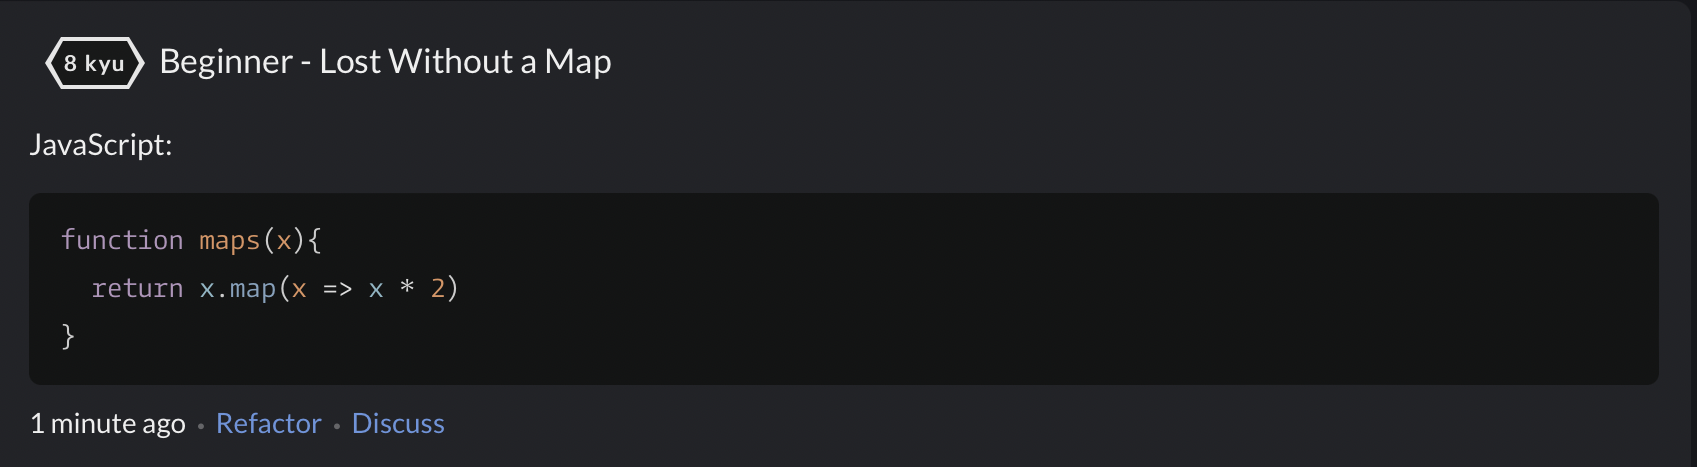 8 kyu Beginner - Lost Without a Map
JavaScript:
function maps(x){
  return x.map(x => x * 2)
}
1 minute ago • Refactor • Discuss